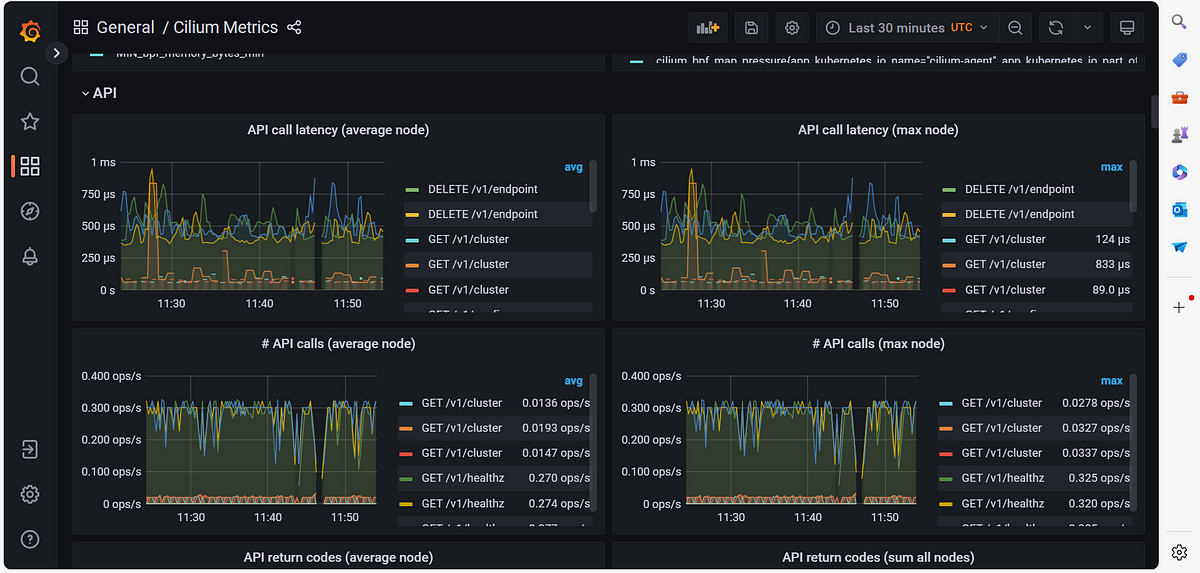 General / Cilium Metrics
Last 30 minutes UTC
MIN_bpf_memory_bytes_min
cilium_bpf_map_pressure{app_kubernetes_io_name="cilium-agent", app_kubernetes_io_part_of
API
API call latency (average node)
1 ms
750 µs
500 µs
250 µs
0 s
11:30 11:40 11:50
avg
DELETE /v1/endpoint
DELETE /v1/endpoint
GET /v1/cluster
GET /v1/cluster
GET /v1/cluster
API call latency (max node)
1 ms
750 µs
500 µs
250 µs
0 s
11:30 11:40 11:50
max
DELETE /v1/endpoint
DELETE /v1/endpoint
GET /v1/cluster 124 µs
GET /v1/cluster 833 µs
GET /v1/cluster 89.0 µs
# API calls (average node)
0.400 ops/s
0.300 ops/s
0.200 ops/s
0.100 ops/s
0 ops/s
11:30 11:40 11:50
avg
GET /v1/cluster 0.0136 ops/s
GET /v1/cluster 0.0193 ops/s
GET /v1/cluster 0.0147 ops/s
GET /v1/healthz 0.270 ops/s
GET /v1/healthz 0.274 ops/s
# API calls (max node)
0.400 ops/s
0.300 ops/s
0.200 ops/s
0.100 ops/s
0 ops/s
11:30 11:40 11:50
max
GET /v1/cluster 0.0278 ops/s
GET /v1/cluster 0.0327 ops/s
GET /v1/cluster 0.0337 ops/s
GET /v1/healthz 0.325 ops/s
GET /v1/healthz 0.320 ops/s
API return codes (average node)
API return codes (sum all nodes)